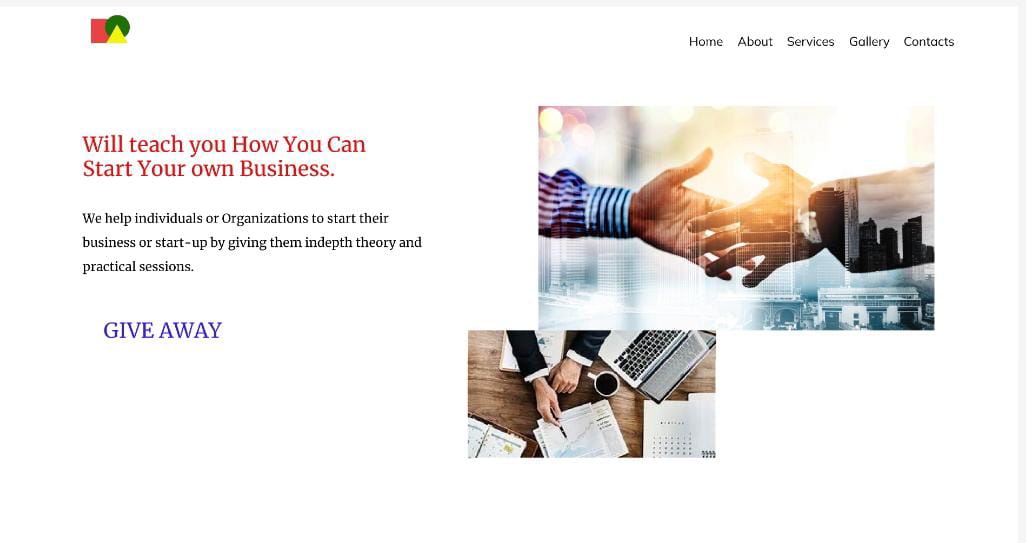 Home About Services Gallery Contacts
Will teach you How You Can
Start Your own Business.
We help individuals or Organizations to start their
business or start-up by giving them indepth theory and
practical sessions.
GIVE AWAY